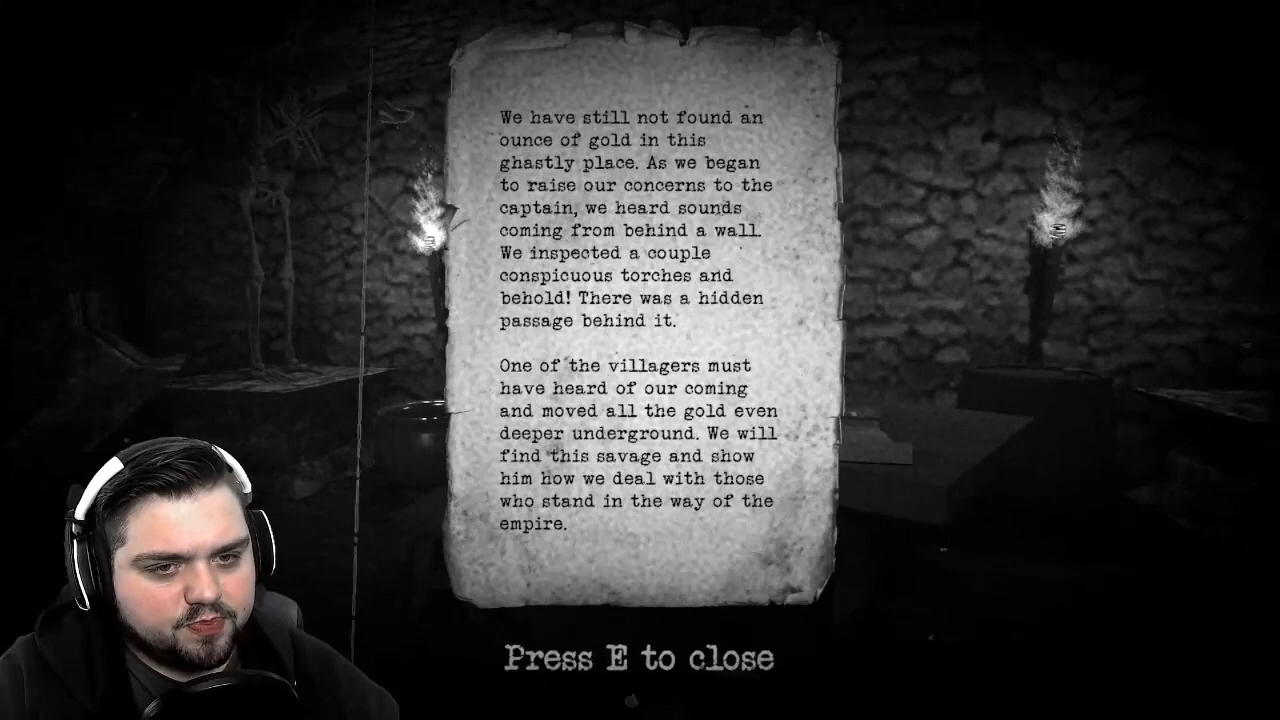 We have still not found an
ounce of gold in this
ghastly place. As we began
to raise our concerns to the
captain, we heard sounds
coming from behind a wall.
We inspected a couple
conspicuous torches and
behold! There was a hidden
passage behind it.
One of the villagers must
have heard of our coming
and moved all the gold even
deeper underground. We will
find this savage and show
him how we deal with those
who stand in the way of the
empire.
Press E to close